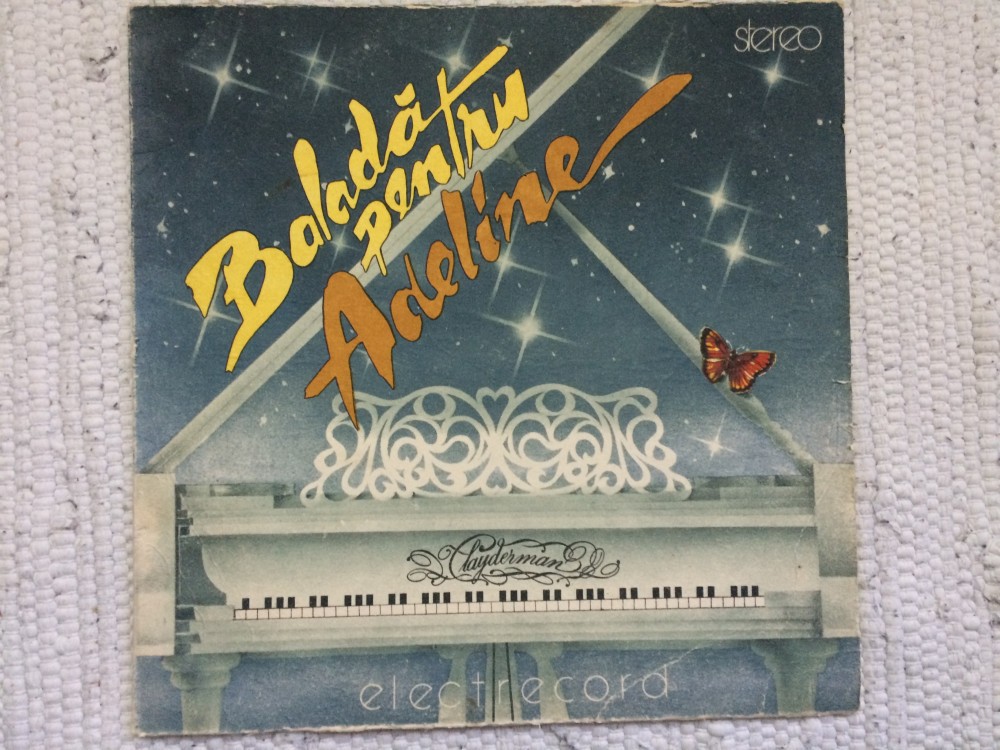 stereo
Baladă
pentru
Adeline
Clayderman
electrecord